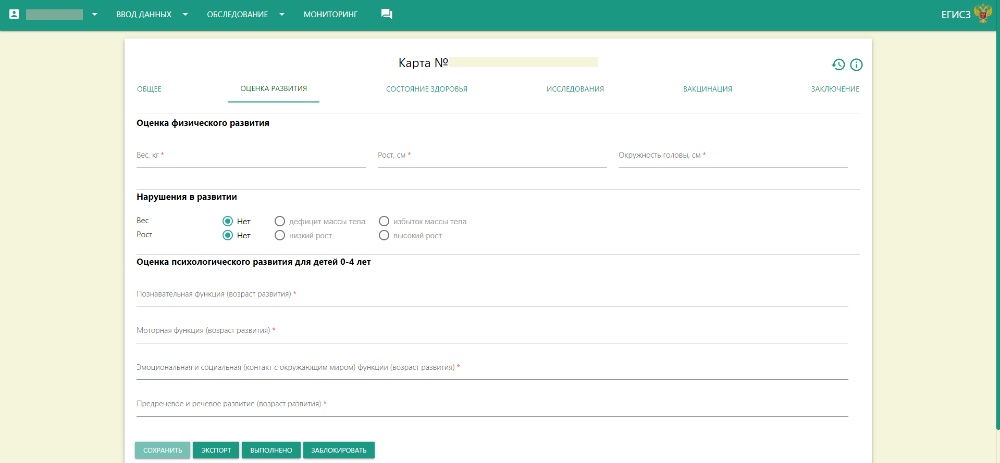 ВВОД ДАННЫХ ОБСЛЕДОВАНИЕ МОНИТОРИНГ ЕГИСЗ
Карта №
ОБЩЕЕ ОЦЕНКА РАЗВИТИЯ СОСТОЯНИЕ ЗДОРОВЬЯ ИССЛЕДОВАНИЯ ВАКЦИНАЦИЯ ЗАКЛЮЧЕНИЕ
Оценка физического развития
Вес, кг * Рост, см * Окружность головы, см *
Нарушения в развитии
Вес Нет дефицит массы тела избыток массы тела
Рост Нет низкий рост высокий рост
Оценка психологического развития для детей 0-4 лет
Познавательная функция (возраст развития) *
Моторная функция (возраст развития) *
Эмоциональная и социальная (контакт с окружающим миром) функции (возраст развития) *
Предречевое и речевое развитие (возраст развития) *
СОХРАНИТЬ ЭКСПОРТ ВЫПОЛНЕНО ЗАБЛОКИРОВАТЬ